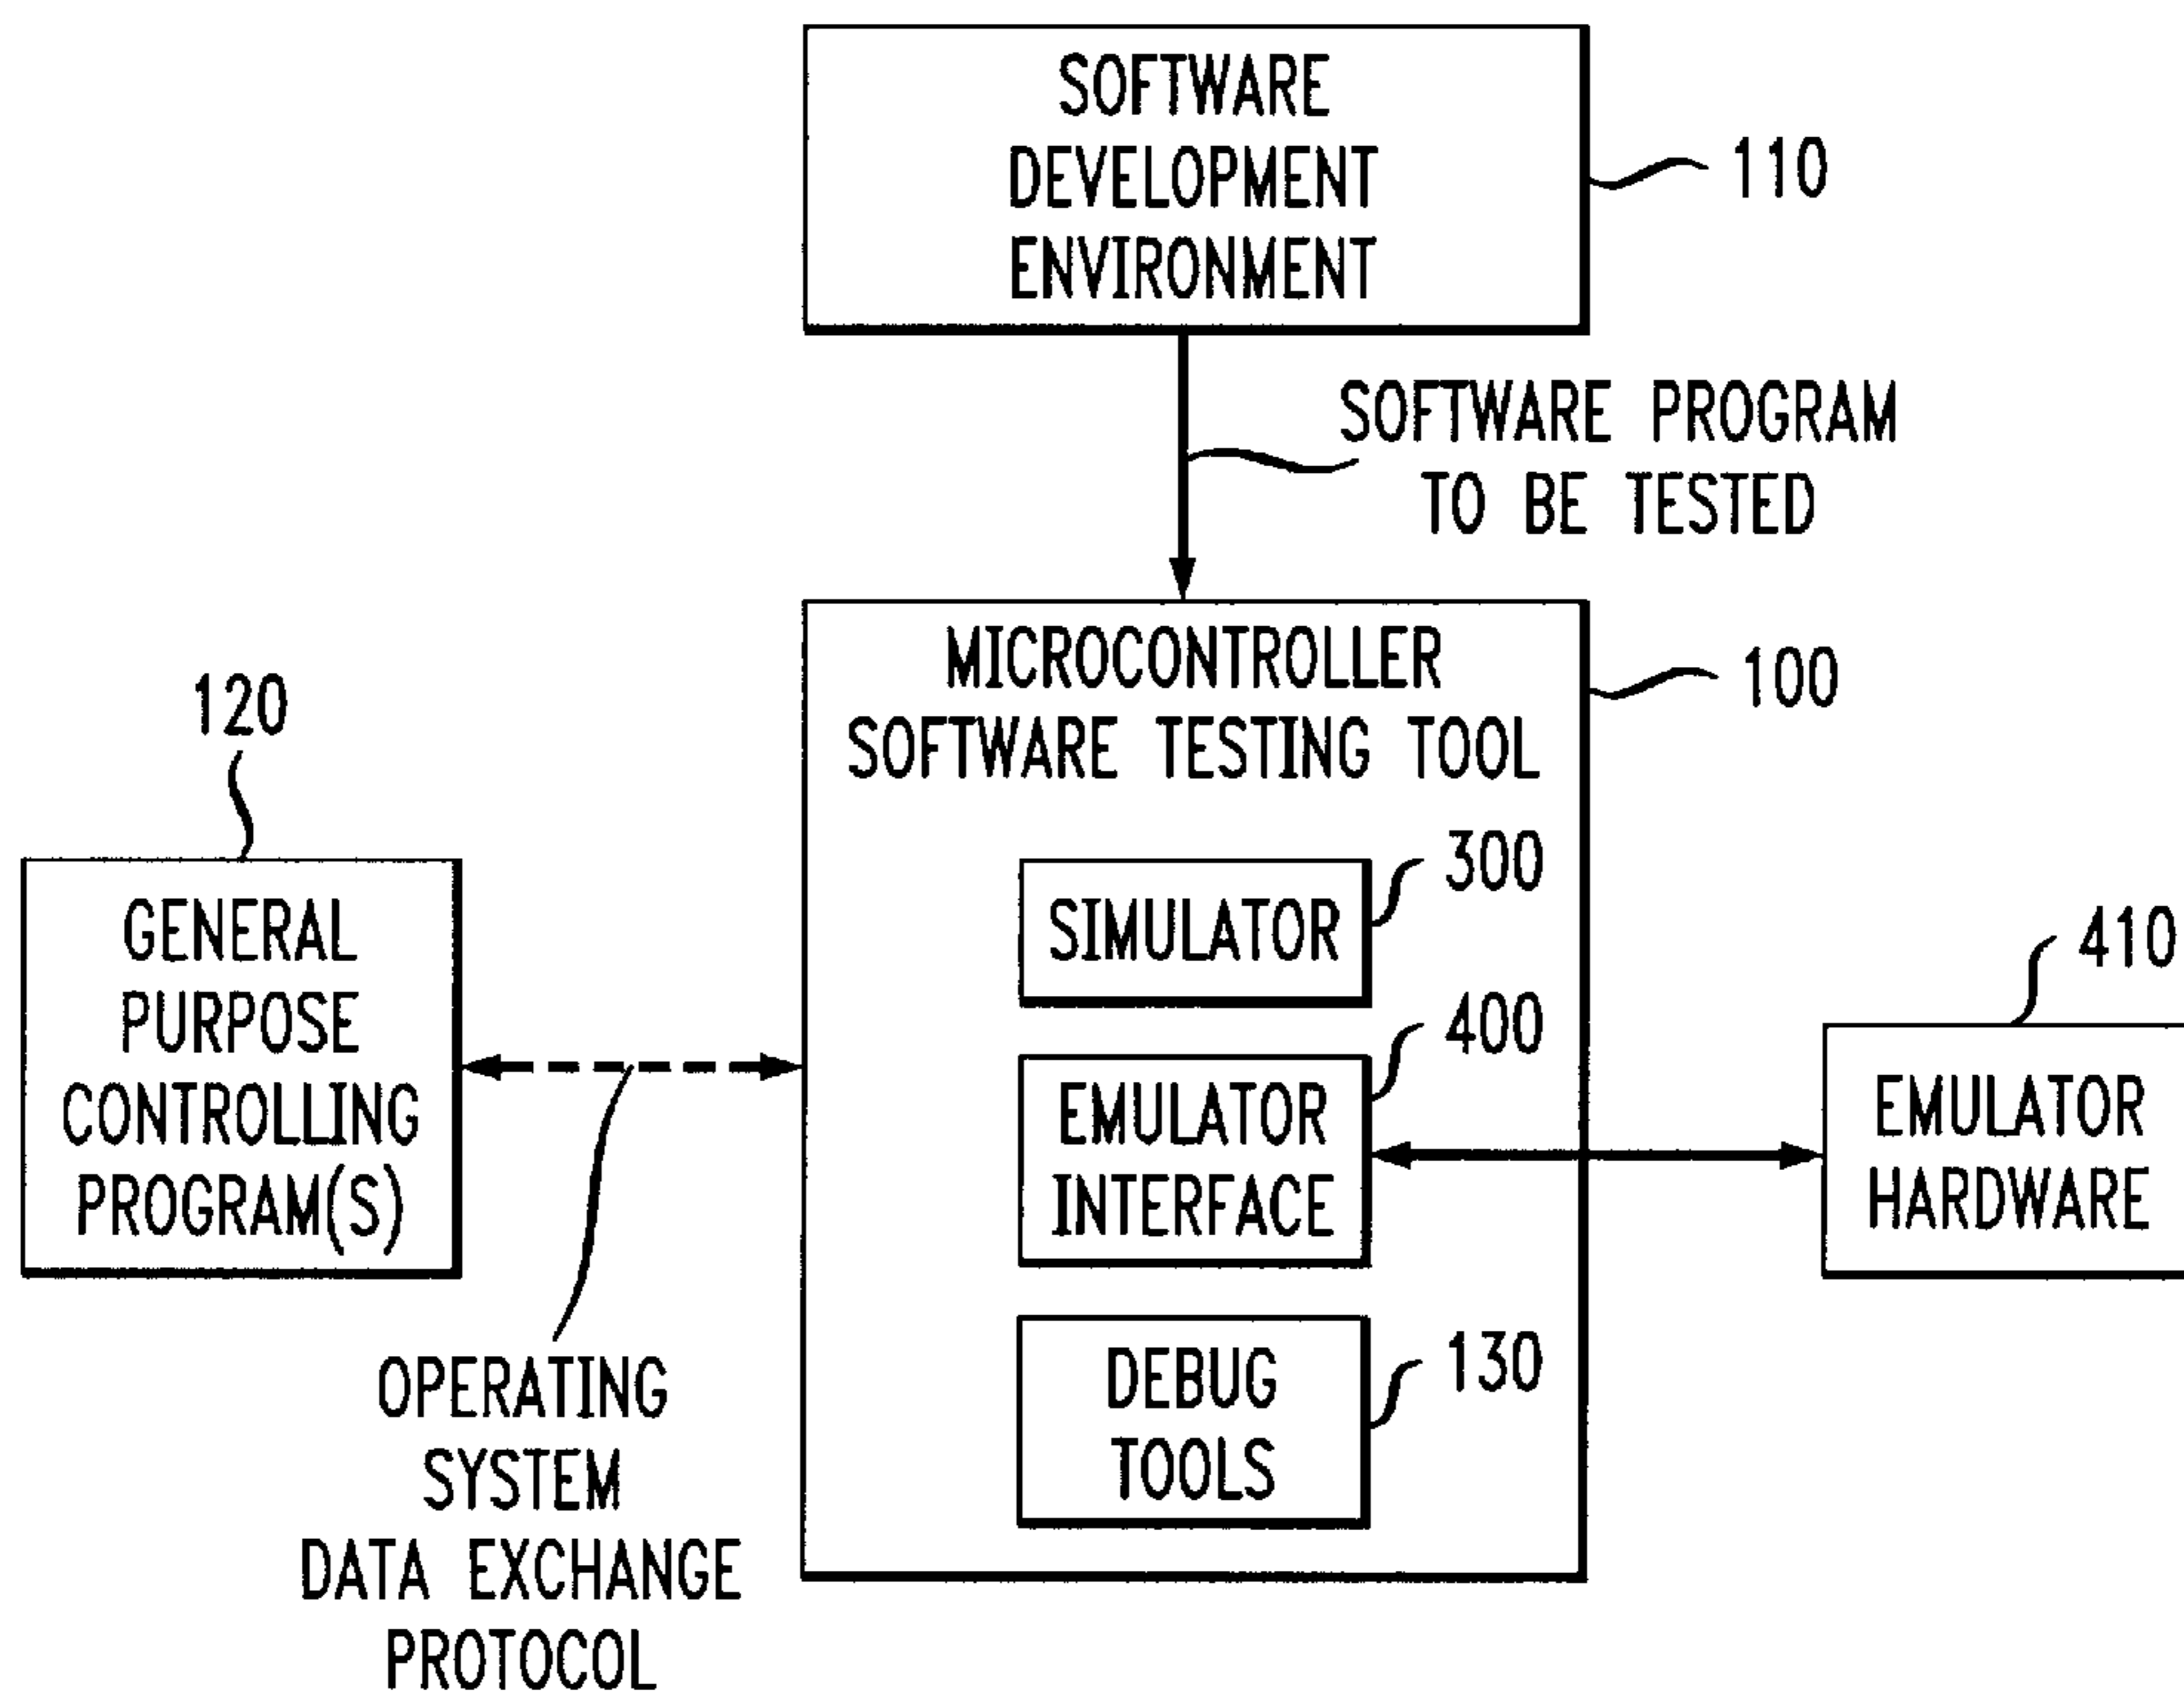 SOFTWARE
DEVELOPMENT
ENVIRONMENT
110
SOFTWARE PROGRAM
TO BE TESTED
MICROCONTROLLER
SOFTWARE TESTING TOOL
100
120
GENERAL
PURPOSE
CONTROLLING
PROGRAM(S)
300
SIMULATOR
400
EMULATOR
INTERFACE
410
EMULATOR
HARDWARE
130
DEBUG
TOOLS
OPERATING
SYSTEM
DATA EXCHANGE
PROTOCOL